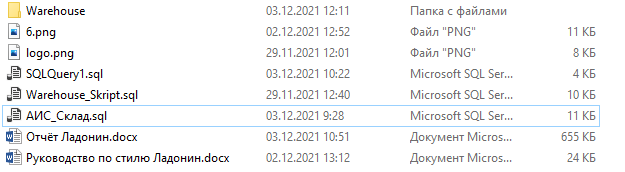 Warehouse 03.12.2021 12:11 Папка с файлами
6.png 02.12.2021 12:52 Файл "PNG" 11 КБ
logo.png 29.11.2021 12:01 Файл "PNG" 8 КБ
SQLQuery1.sql 03.12.2021 10:22 Microsoft SQL Ser... 4 КБ
Warehouse_Skript.sql 29.11.2021 12:40 Microsoft SQL Ser... 10 КБ
АИС_Склад.sql 03.12.2021 9:28 Microsoft SQL Ser... 11 КБ
Отчёт Ладонин.docx 03.12.2021 10:51 Документ Micros... 655 КБ
Руководство по стилю Ладонин.docx 02.12.2021 13:12 Документ Micros... 24 КБ